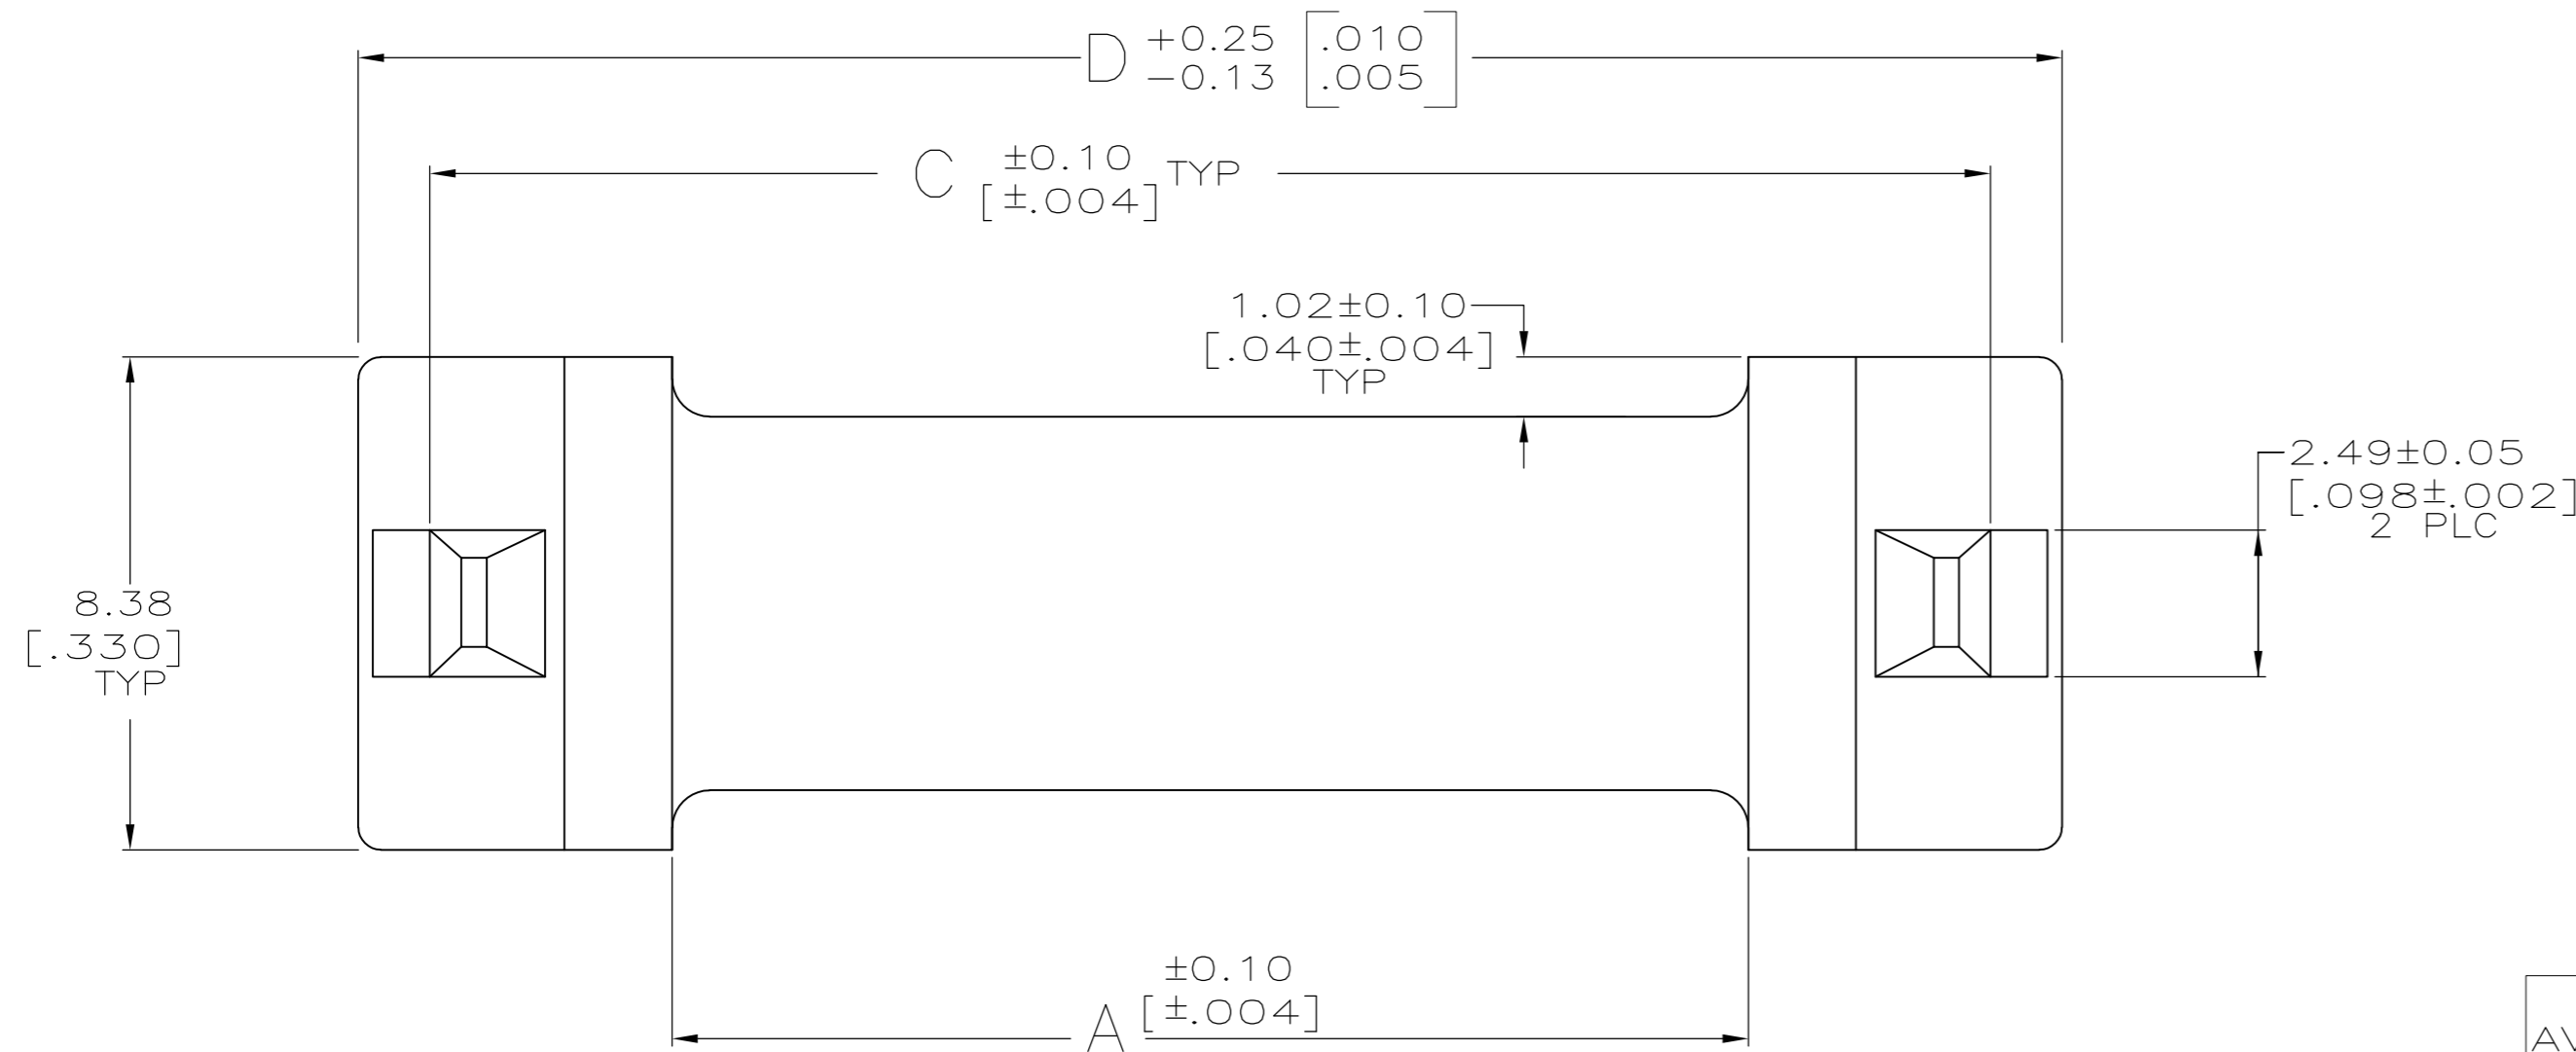 D +0.25 [.010
-0.13 .005]
C ±0.10 TYP
[±.004]
1.02±0.10
[.040±.004]
TYP
2.49±0.05
[.098±.002]
2 PLC
8.38
[.330]
TYP
±0.10
A [±.004]